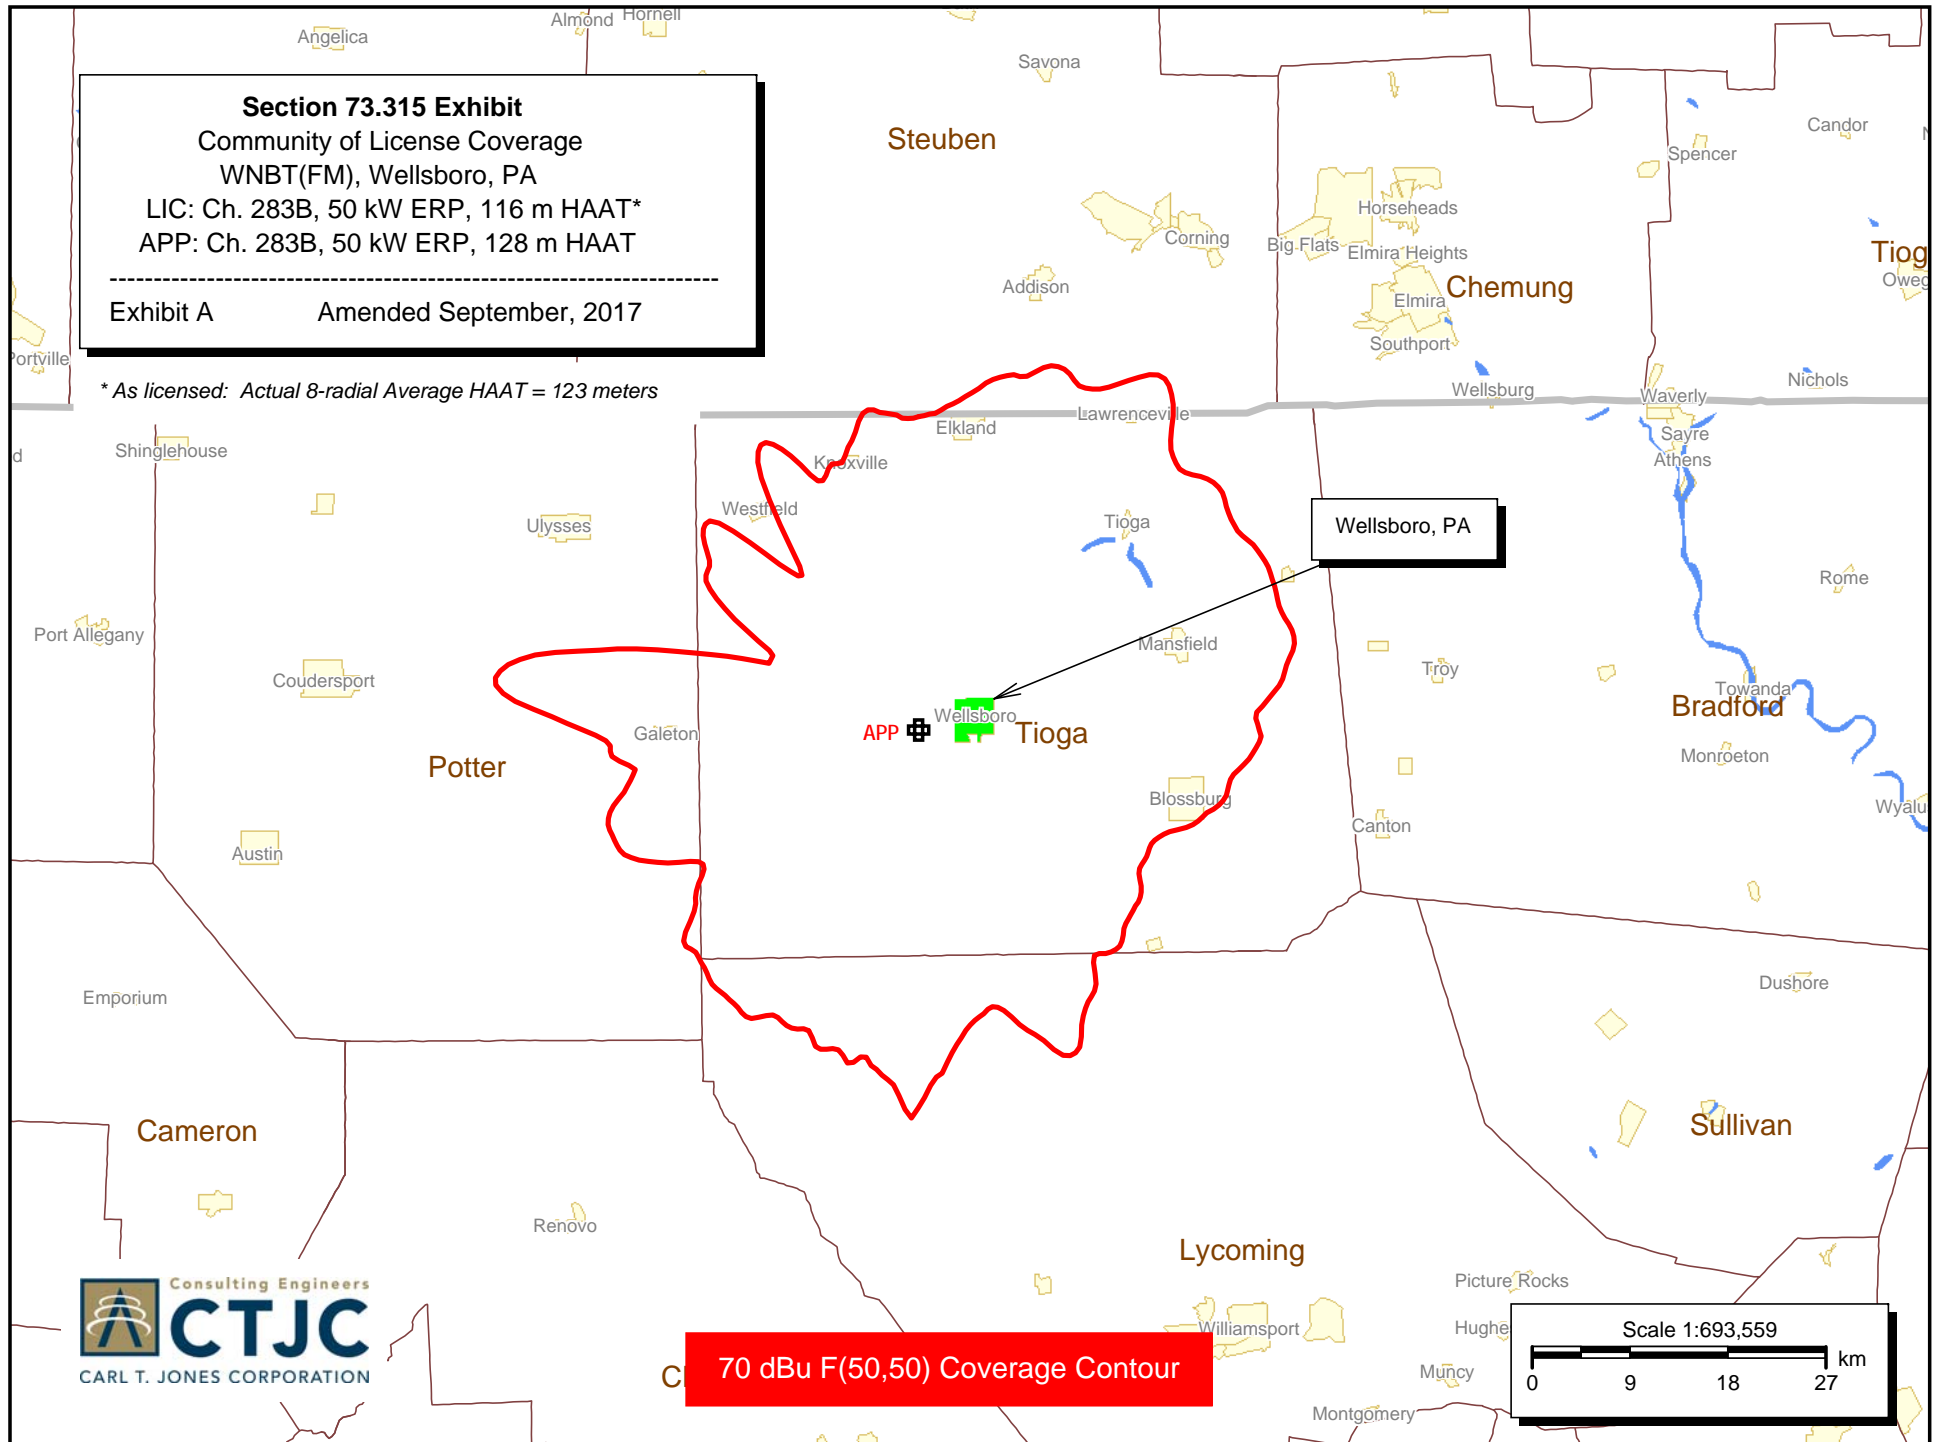 Section 73.315 Exhibit
Community of License Coverage
WNBT(FM), Wellsboro, PA
LIC: Ch. 283B, 50 kW ERP, 116 m HAAT*
APP: Ch. 283B, 50 kW ERP, 128 m HAAT
Exhibit A Amended September, 2017
* As licensed: Actual 8-radial Average HAAT = 123 meters
Angelica
Almond
Hornell
Savona
Steuben
Candor
Spencer
Horseheads
Corning
Big Flats
Elmira Heights
Tiog
Oweg
Addison
Chemung
Elmira
Southport
Portville
Wellsburg
Nichols
Waverly
Lawrenceville
Elkland
Sayre
Athens
Shinglehouse
d
Knoxville
Westfield
Ulysses
Tioga
Wellsboro, PA
Rome
Port Allegany
Mansfield
Coudersport
Troy
Towanda
Bradford
Wellsboro
APP
Tioga
Galeton
Potter
Monroeton
Blossburg
Wyalu
Canton
Austin
Dushore
Emporium
Cameron
Sullivan
Renovo
Lycoming
Picture Rocks
Williamsport
Hughe
Muncy
Montgomery
Consulting Engineers
CTJC
CARL T. JONES CORPORATION
Cl
70 dBu F(50,50) Coverage Contour
Scale 1:693,559
km
0 9 18 27